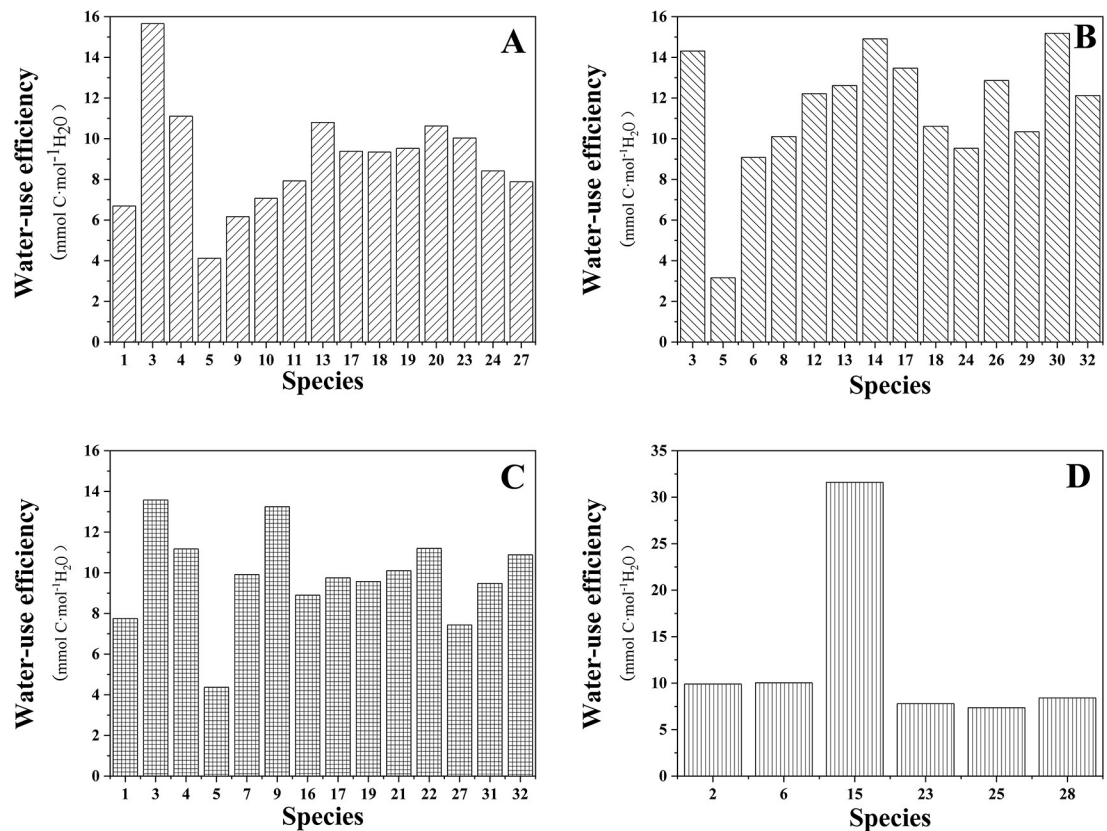 A
Water-use efficiency
(mmol C·mol⁻¹H₂O)
16
14
12
10
8
6
4
2
0
1 3 4 5 9 10 11 13 17 18 19 20 23 24 27
Species
B
Water-use efficiency
(mmol C·mol⁻¹H₂O)
16
14
12
10
8
6
4
2
0
3 5 6 8 12 13 14 17 18 24 26 29 30 32
Species
C
Water-use efficiency
(mmol C·mol⁻¹H₂O)
16
14
12
10
8
6
4
2
0
1 3 4 5 7 9 16 17 19 21 22 27 31 32
Species
D
Water-use efficiency
(mmol C·mol⁻¹H₂O)
35
30
25
20
15
10
5
0
2 6 15 23 25 28
Species